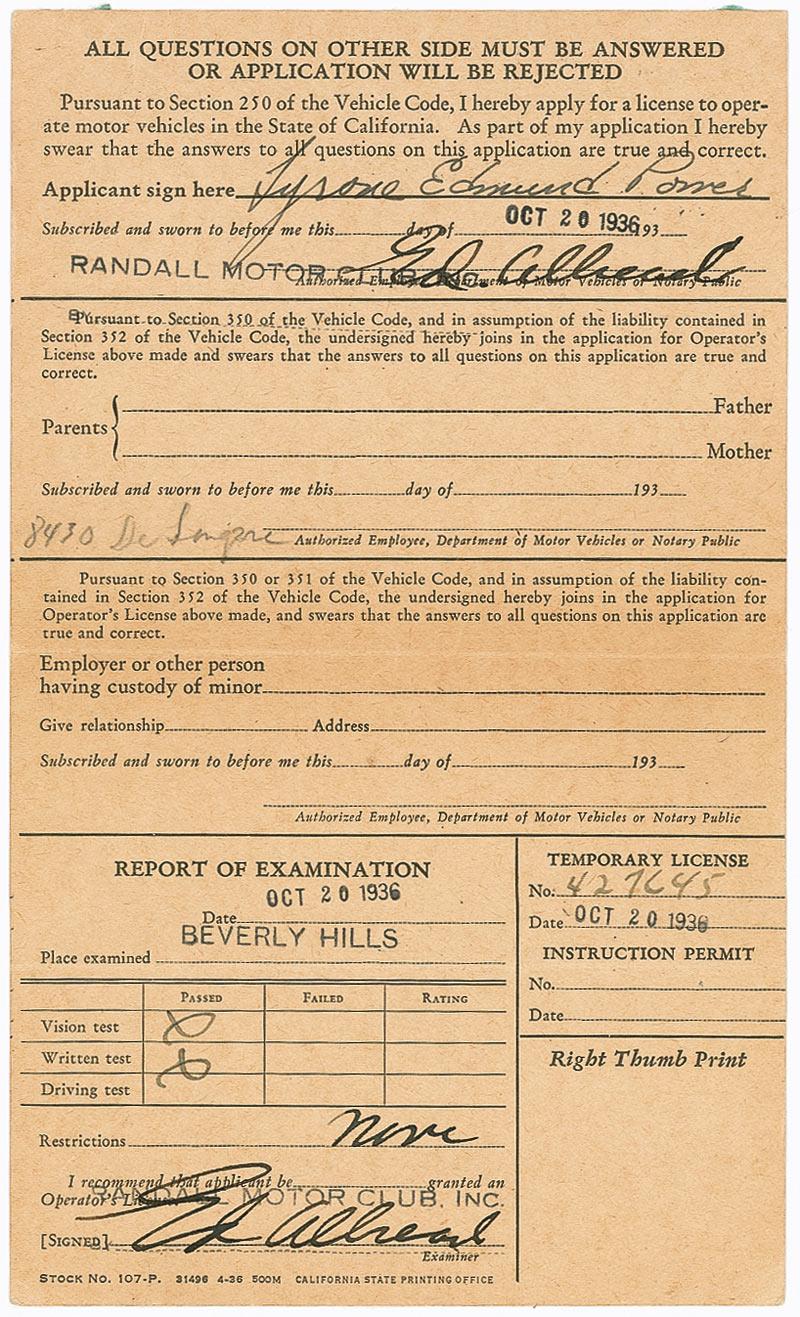 ALL QUESTIONS ON OTHER SIDE MUST BE ANSWERED
OR APPLICATION WILL BE REJECTED
Pursuant to Section 250 of the Vehicle Code, I hereby apply for a license to oper-
ate motor vehicles in the State of California. As part of my application I hereby
swear that the answers to all questions on this application are true and correct.
Applicant sign here Tyrone Edmund Power
Subscribed and sworn to before me this day of OCT 20 1936 193
RANDALL MOTOR CLUB, INC.
Authorized Employee, Department of Motor Vehicles or Notary Public
Pursuant to Section 350 of the Vehicle Code, and in assumption of the liability contained in
Section 352 of the Vehicle Code, the undersigned hereby joins in the application for Operator's
License above made and swears that the answers to all questions on this application are true and
correct.
Father
Parents
Mother
Subscribed and sworn to before me this day of 193
8430 De Longpre
Authorized Employee, Department of Motor Vehicles or Notary Public
Pursuant to Section 350 or 351 of the Vehicle Code, and in assumption of the liability con-
tained in Section 352 of the Vehicle Code, the undersigned hereby joins in the application for
Operator's License above made, and swears that the answers to all questions on this application are
true and correct.
Employer or other person
having custody of minor
Give relationship Address
Subscribed and sworn to before me this day of 193
Authorized Employee, Department of Motor Vehicles or Notary Public
REPORT OF EXAMINATION
Date OCT 20 1936
Place examined BEVERLY HILLS
PASSED FAILED RATING
Vision test X
Written test X
Driving test
Restrictions None
I recommend that applicant be granted an
Operator's License.
RANDALL MOTOR CLUB, INC.
[SIGNED] Ed
Examiner
STOCK No. 107-P. 31496 4-36 500M CALIFORNIA STATE PRINTING OFFICE
TEMPORARY LICENSE
No. 427645
Date OCT 20 1936
INSTRUCTION PERMIT
No.
Date
Right Thumb Print